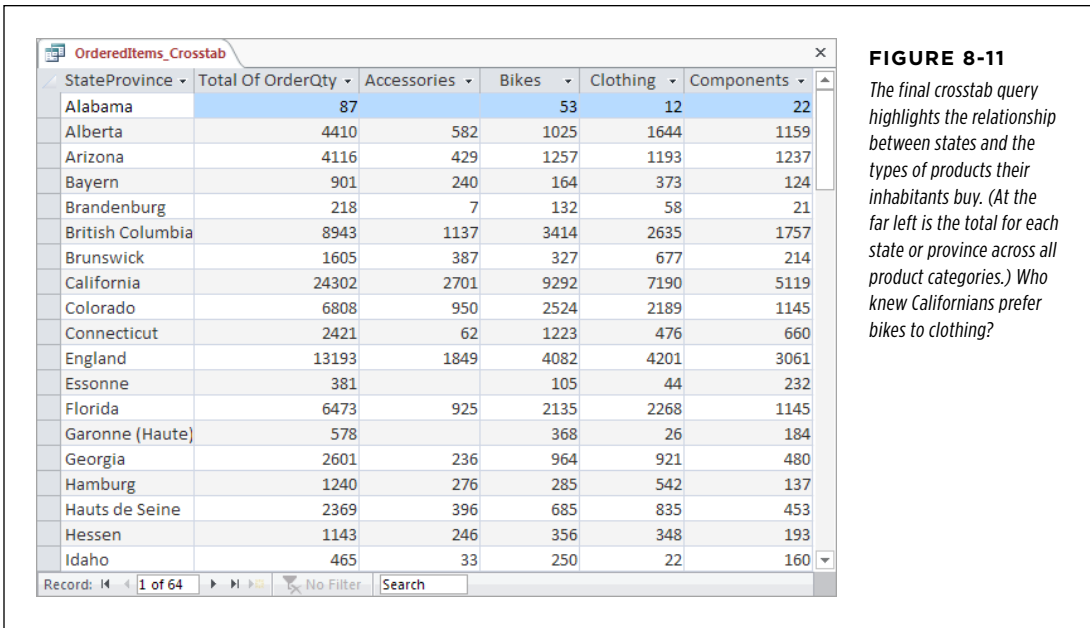 OrderedItems_Crosstab
StateProvince Total Of OrderQty Accessories Bikes Clothing Components
Alabama 87 53 12 22
Alberta 4410 582 1025 1644 1159
Arizona 4116 429 1257 1193 1237
Bayern 901 240 164 373 124
Brandenburg 218 7 132 58 21
British Columbia 8943 1137 3414 2635 1757
Brunswick 1605 387 327 677 214
California 24302 2701 9292 7190 5119
Colorado 6808 950 2524 2189 1145
Connecticut 2421 62 1223 476 660
England 13193 1849 4082 4201 3061
Essonne 381 105 44 232
Florida 6473 925 2135 2268 1145
Garonne (Haute) 578 368 26 184
Georgia 2601 236 964 921 480
Hamburg 1240 276 285 542 137
Hauts de Seine 2369 396 685 835 453
Hessen 1143 246 356 348 193
Idaho 465 33 250 22 160
Record: 1 of 64 No Filter Search
FIGURE 8-11
The final crosstab query
highlights the relationship
between states and the
types of products their
inhabitants buy. (At the
far left is the total for each
state or province across all
product categories.) Who
knew Californians prefer
bikes to clothing?